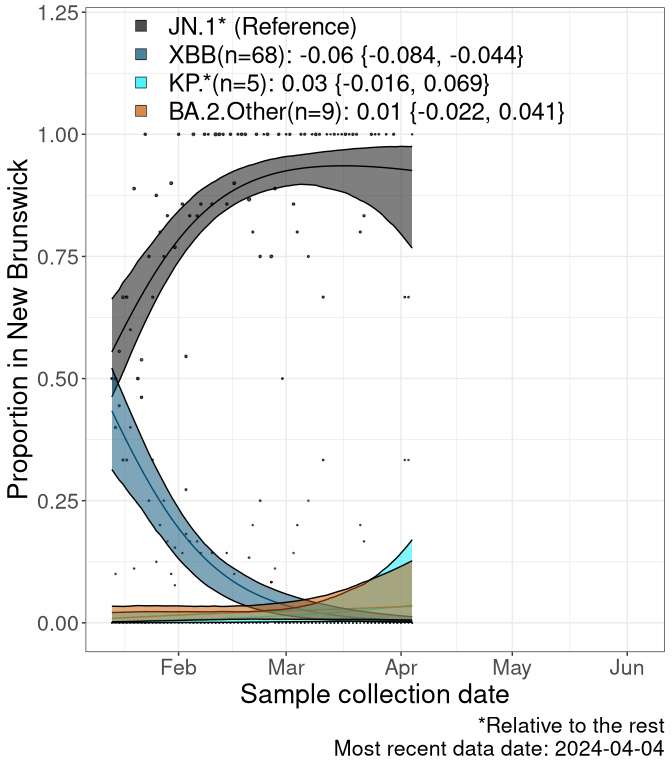 1.25
JN.1* (Reference)
XBB(n=68): -0.06 {-0.084, -0.044}
KP.*(n=5): 0.03 {-0.016, 0.069}
BA.2.Other(n=9): 0.01 {-0.022, 0.041}
1.00
0.75
0.50
0.25
0.00
Proportion in New Brunswick
Feb Mar Apr May Jun
Sample collection date
*Relative to the rest
Most recent data date: 2024-04-04